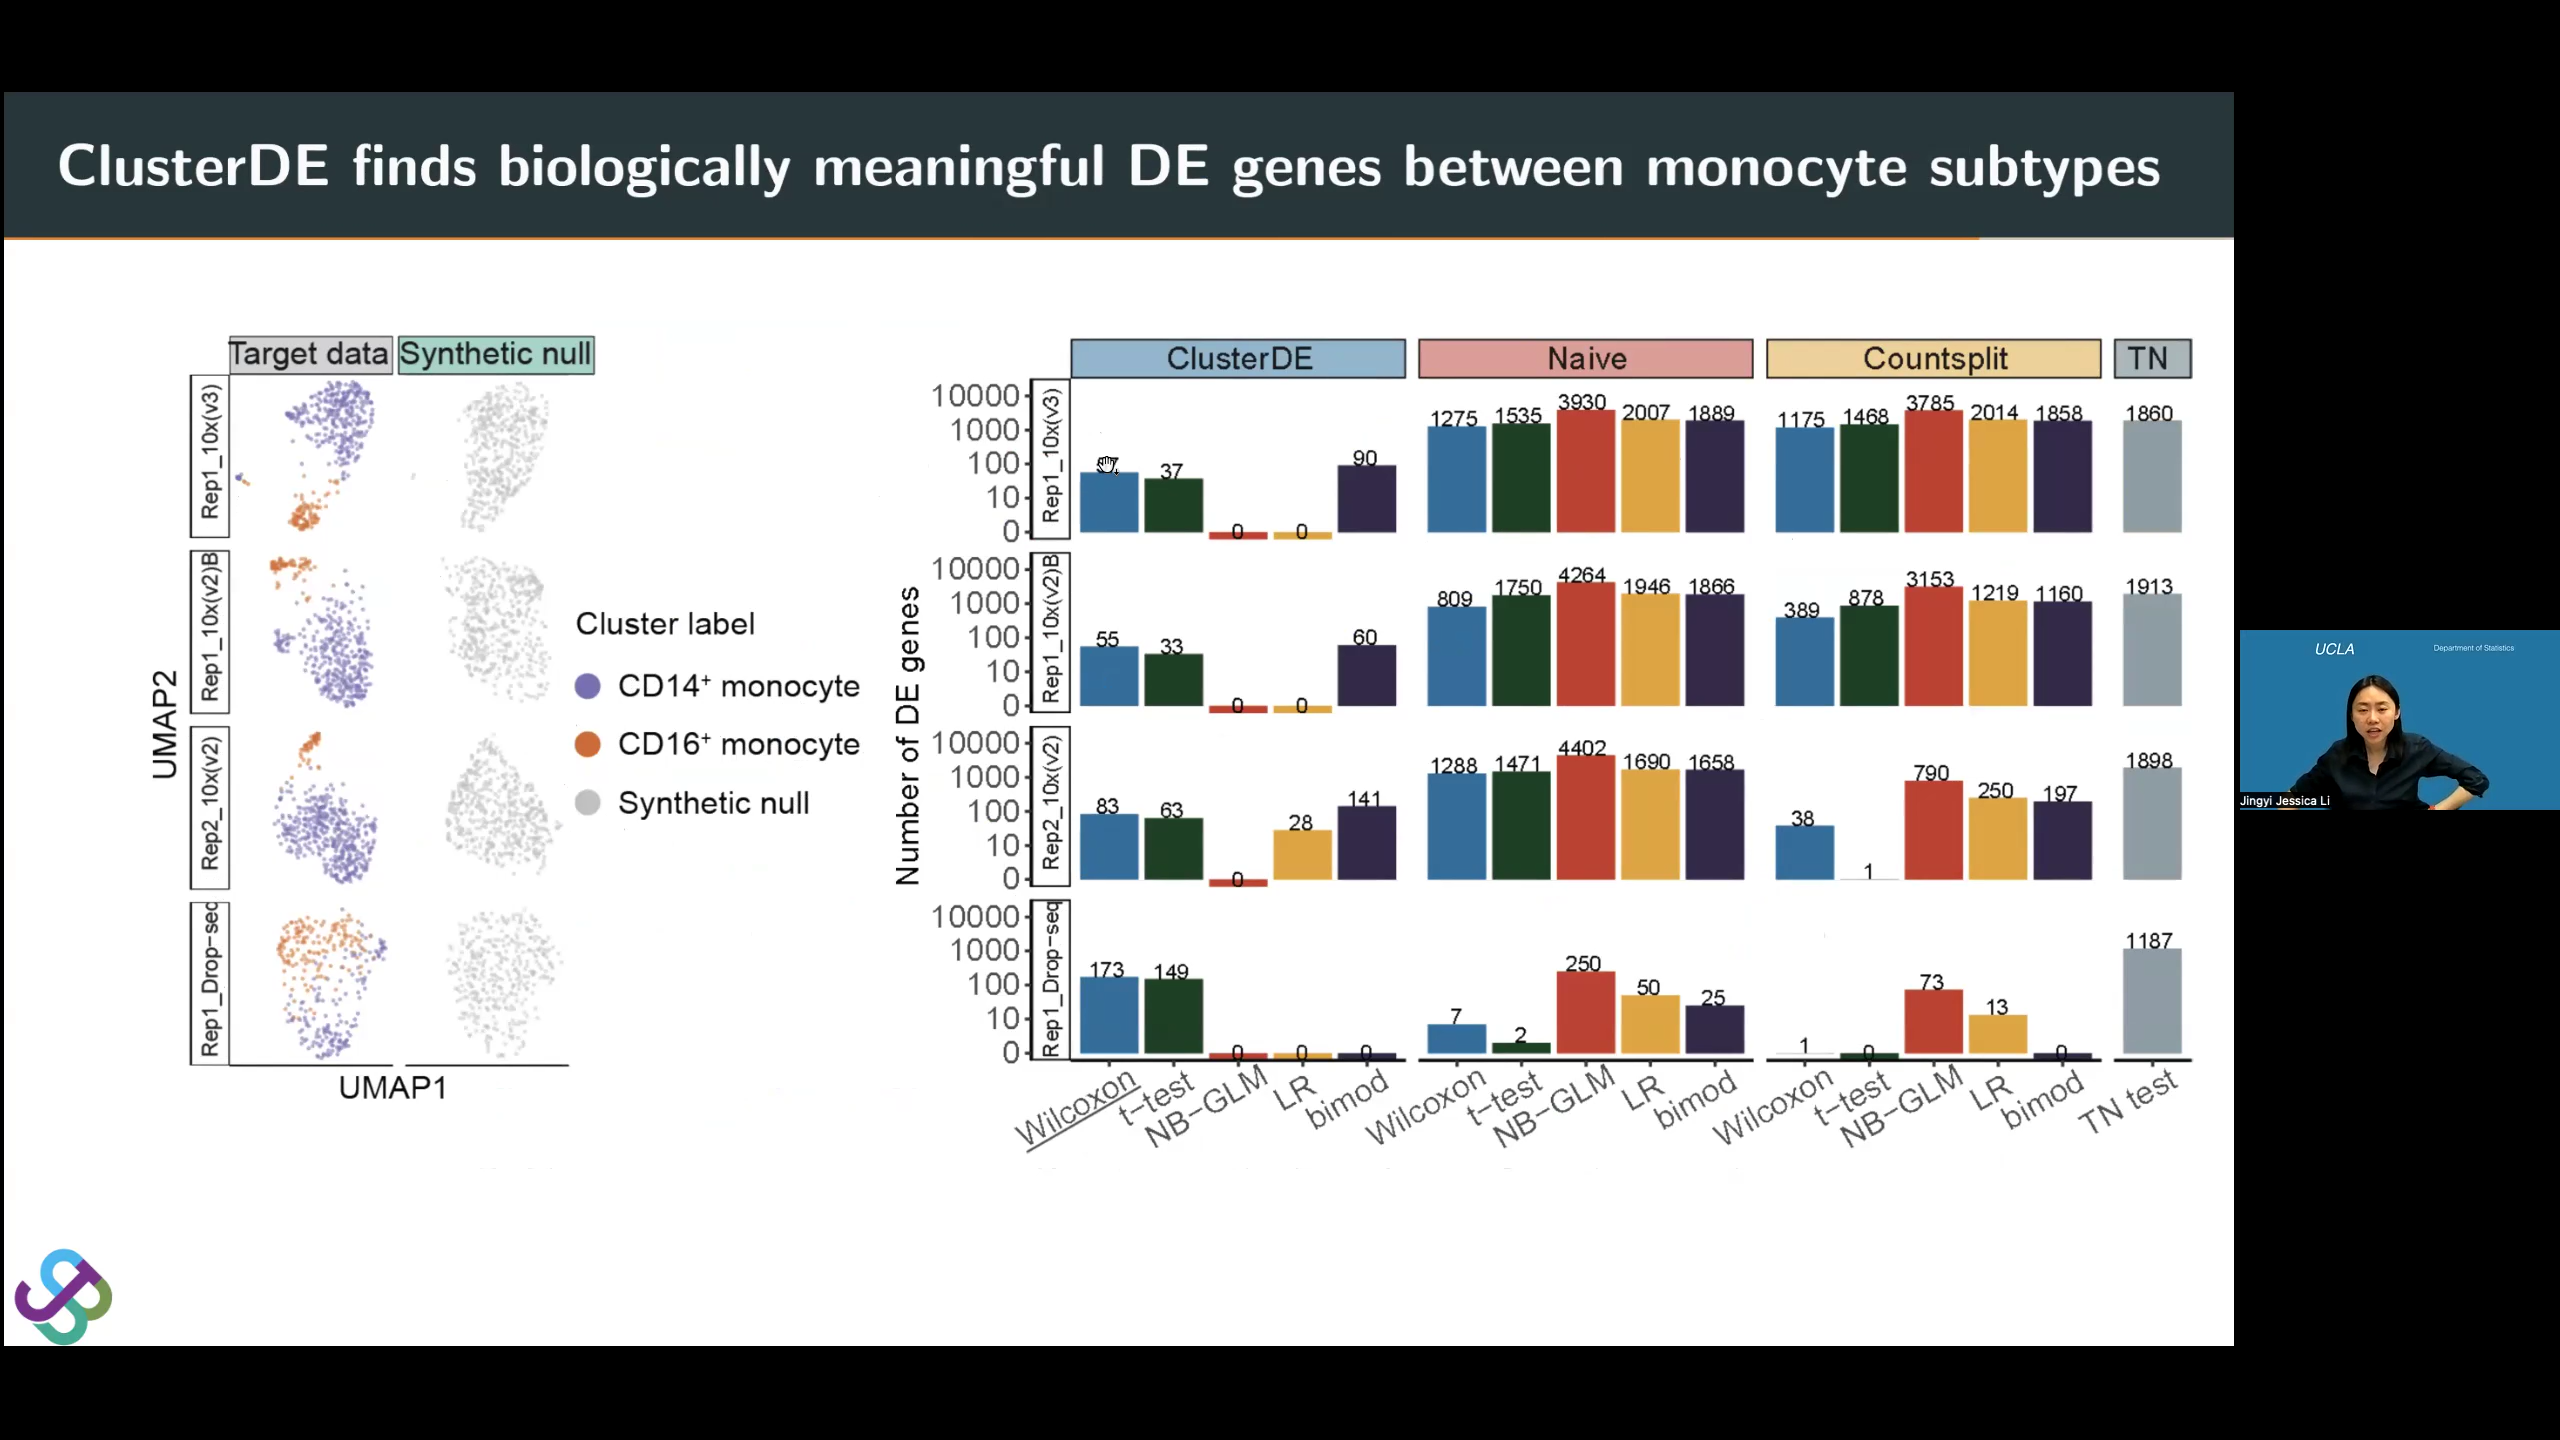 ClusterDE finds biologically meaningful DE genes between monocyte subtypes
Target data
Synthetic null
Rep1_10x(v3)
Rep1_10x(v2)B
Rep2_10x(v2)
Rep1_Drop-seq
UMAP2
UMAP1
Cluster label
CD14+ monocyte
CD16+ monocyte
Synthetic null
Number of DE genes
ClusterDE
Naive
Countsplit
TN
10000
1000
100
10
0
Rep1_10x(v3)
37
0
0
90
1275
1535
3930
2007
1889
1175
1468
3785
2014
1858
1860
10000
1000
100
10
0
Rep1_10x(v2)B
55
33
0
0
60
809
1750
4264
1946
1866
389
878
3153
1219
1160
1913
10000
1000
100
10
0
Rep2_10x(v2)
83
63
0
28
141
1288
1471
4402
1690
1658
38
1
790
250
197
1898
10000
1000
100
10
0
Rep1_Drop-seq
173
149
0
0
0
7
2
250
50
25
1
0
73
13
0
1187
Wilcoxon
t-test
NB-GLM
LR
bimod
Wilcoxon
t-test
NB-GLM
LR
bimod
Wilcoxon
t-test
NB-GLM
LR
bimod
TN test
UCLA
Department of Statistics
Jingyi Jessica Li